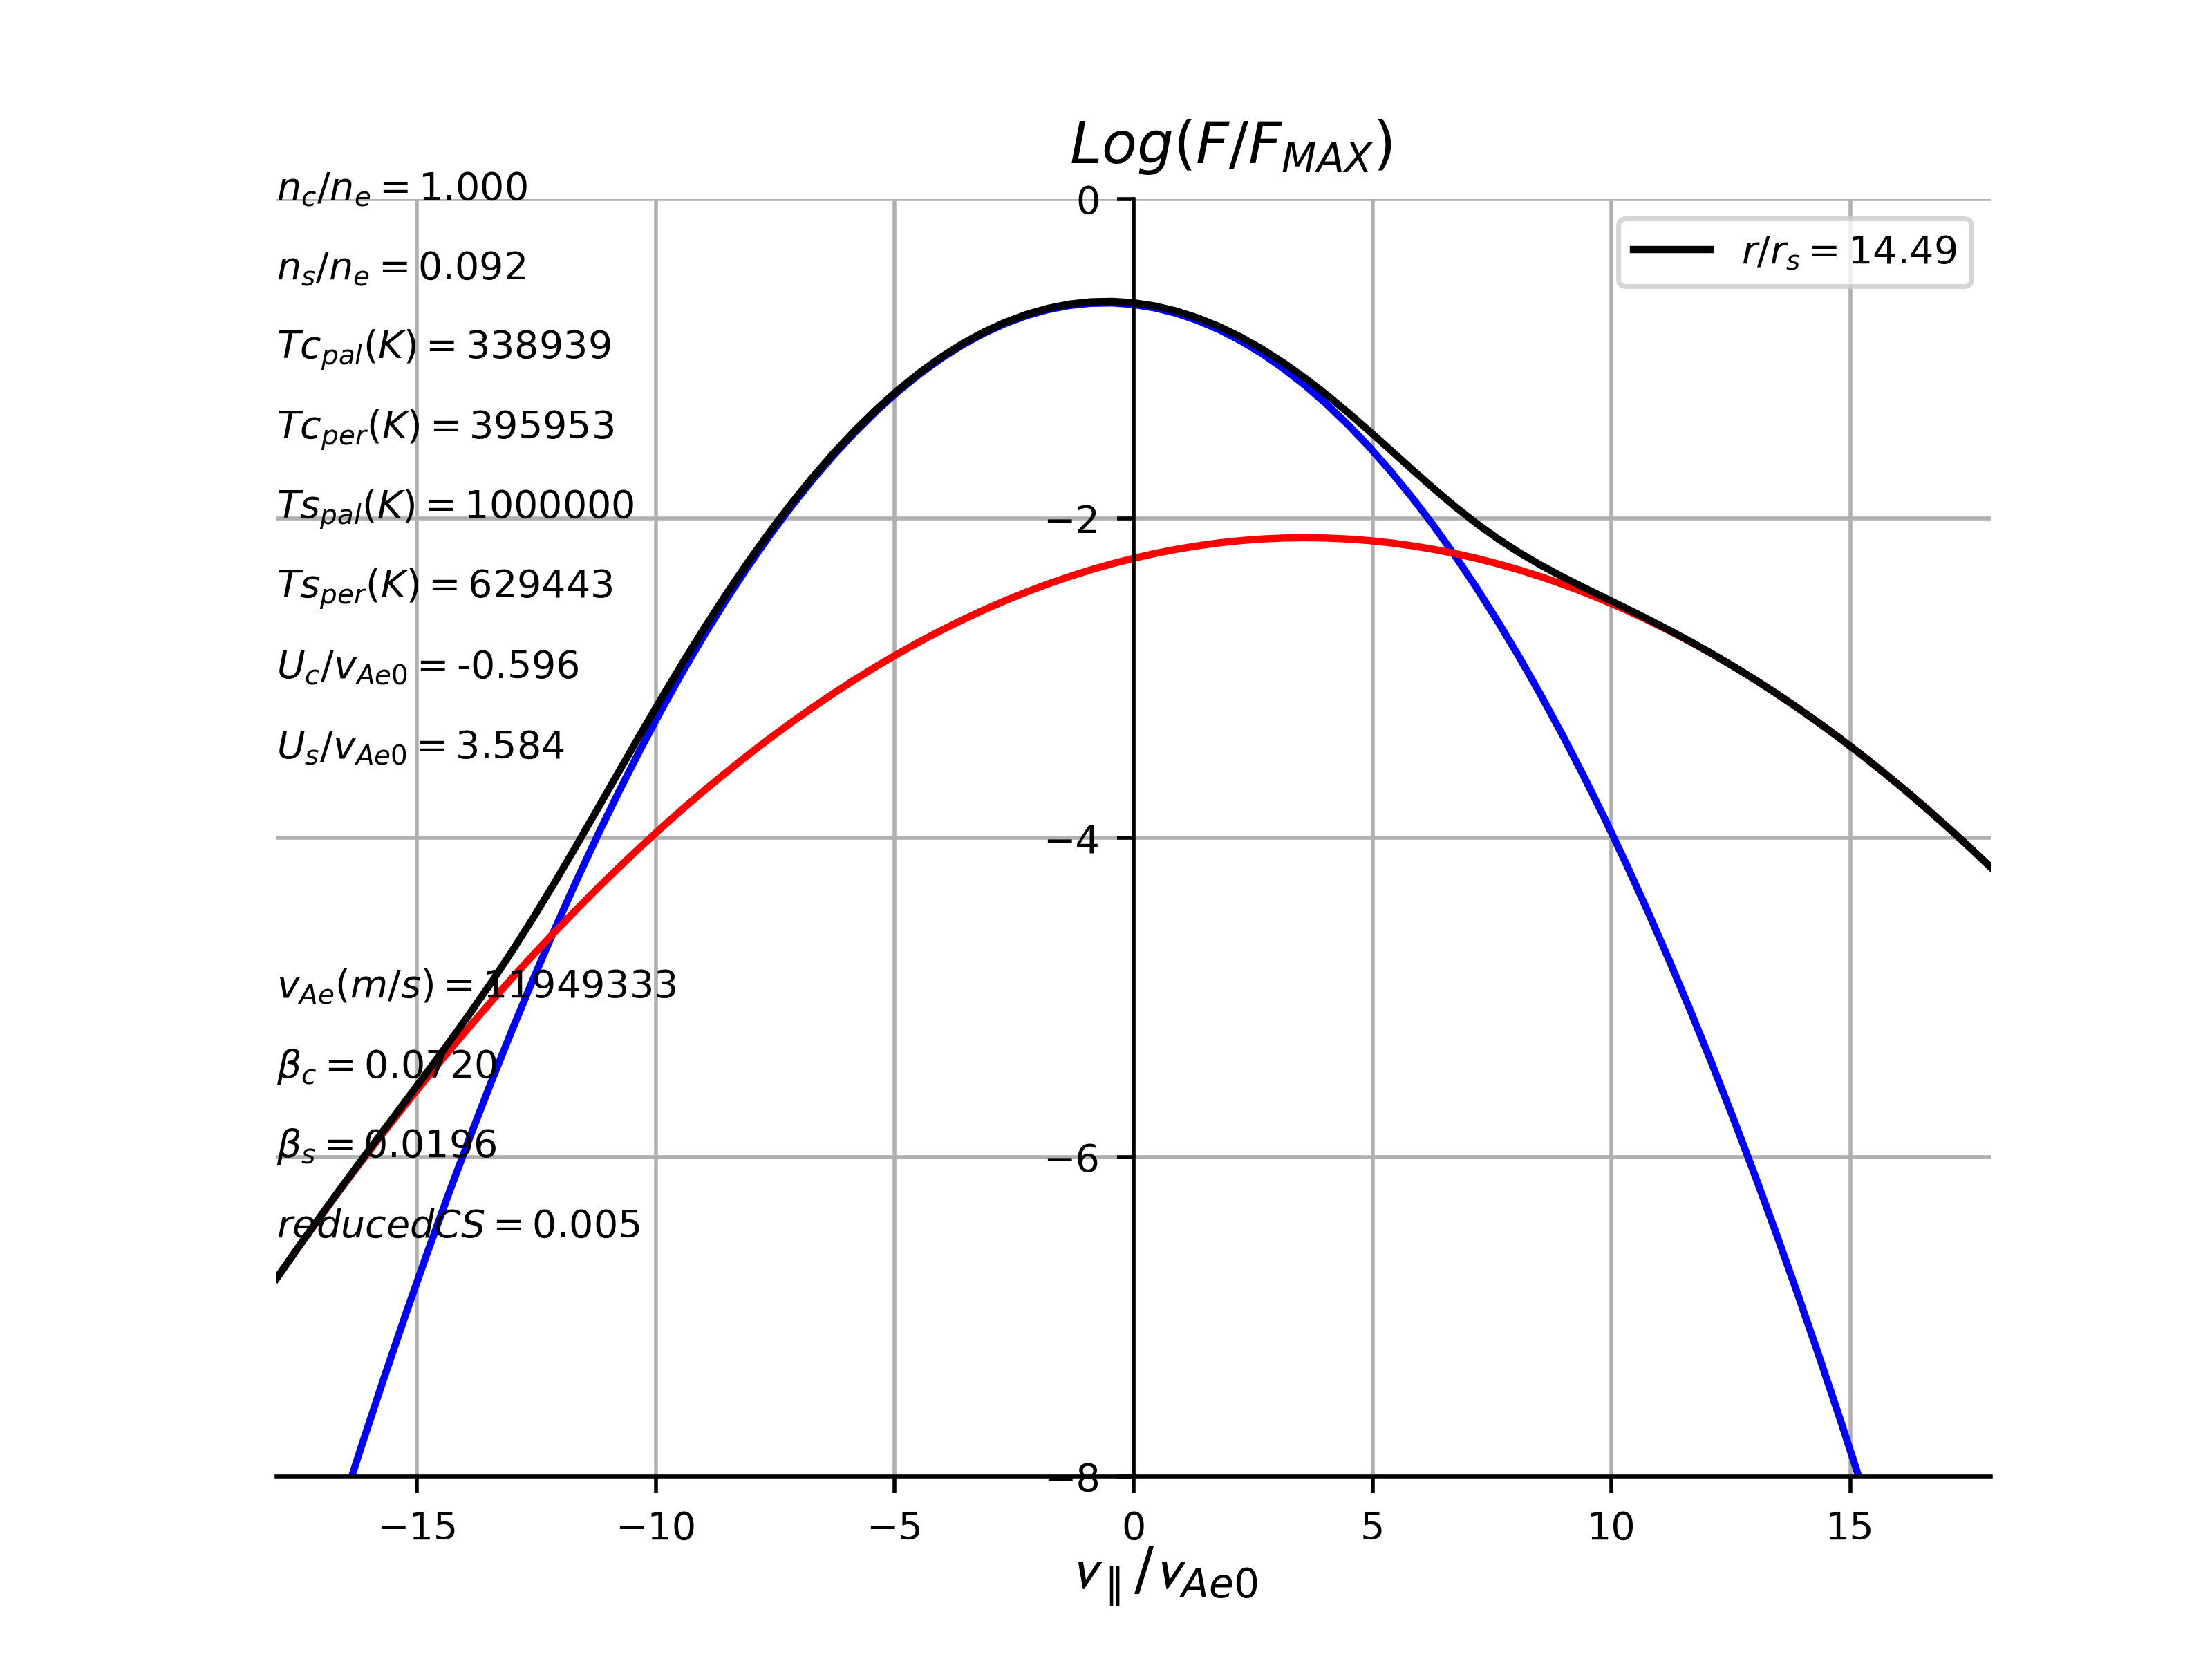 Log(F/F_MAX)
n_c/n_e = 1.000
0
r/r_s = 14.49
n_s/n_e = 0.092
Tc_pal(K) = 338939
Tc_per(K) = 395953
Ts_pal(K) = 1000000
−2
Ts_per(K) = 629443
U_c/v_Ae0 = -0.596
U_s/v_Ae0 = 3.584
−4
v_Ae(m/s) = 11949333
β_c = 0.0720
β_s = 0.0196
−6
reducedCS = 0.005
−8
−15 −10 −5 0 5 10 15
v_∥/v_Ae0